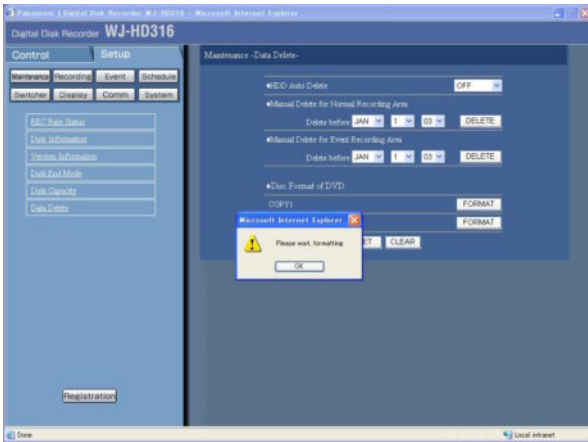 Panasonic [ Digital Disk Recorder WJ-HD316 - Microsoft Internet Explorer
Digital Disk Recorder WJ-HD316
Control
Setup
Maintenance
Recording
Event
Schedule
Switcher
Display
Comm
System
REC Rate Status
Disk Information
Version Information
Disk End Mode
Disk Capacity
Data Delete
Registration
Maintenance -Data Delete-
♦HDD Auto Delete
OFF
♦Manual Delete for Normal Recording Area
Delete before JAN 1 03 DELETE
♦Manual Delete for Event Recording Area
Delete before JAN 1 03 DELETE
♦Disc Format of DVD
COPY1 FORMAT
FORMAT
ET CLEAR
Microsoft Internet Explorer
Please wait, formatting.
OK
Done
Local intranet